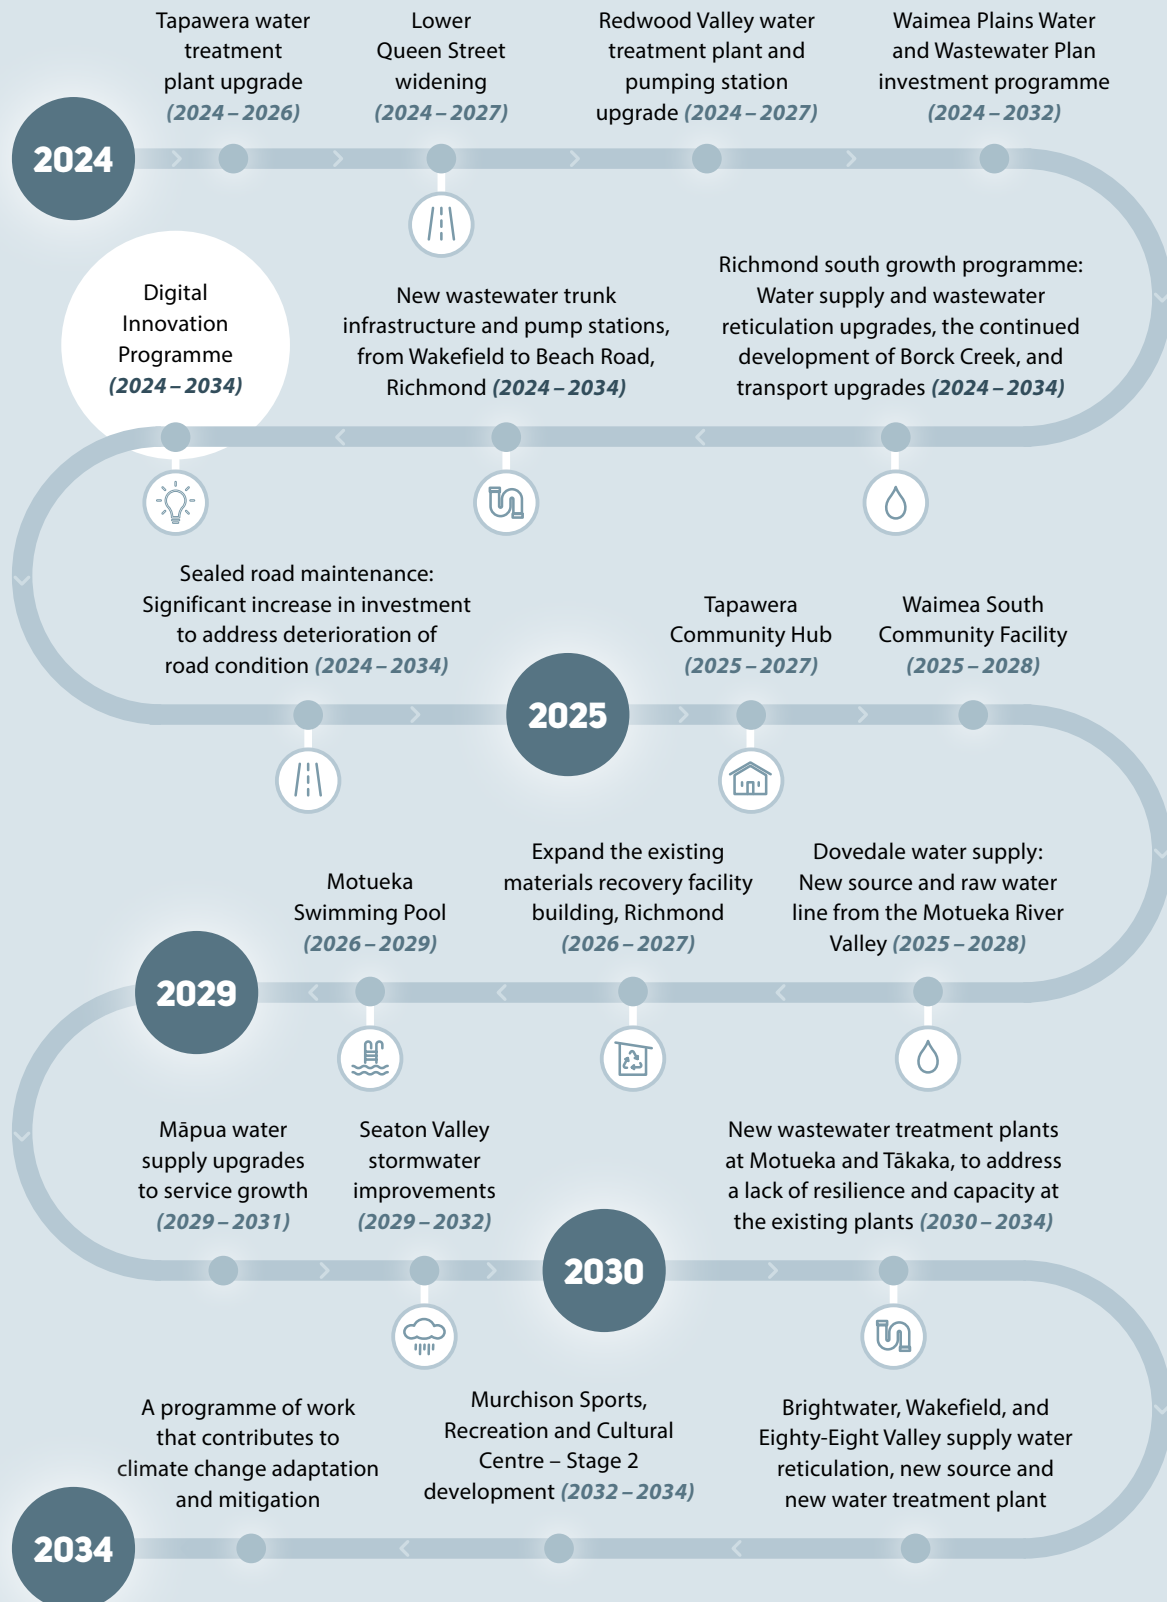 Tapawera water
treatment
plant upgrade
(2024 – 2026)
Lower
Queen Street
widening
(2024 – 2027)
Redwood Valley water
treatment plant and
pumping station
upgrade (2024 – 2027)
Waimea Plains Water
and Wastewater Plan
investment programme
(2024 – 2032)
2024
Richmond south growth programme:
Water supply and wastewater
reticulation upgrades, the continued
development of Borck Creek, and
transport upgrades (2024 – 2034)
New wastewater trunk
infrastructure and pump stations,
from Wakefield to Beach Road,
Richmond (2024 – 2034)
Digital
Innovation
Programme
(2024 – 2034)
Sealed road maintenance:
Significant increase in investment
to address deterioration of
road condition (2024 – 2034)
2025
Tapawera
Community Hub
(2025 – 2027)
Waimea South
Community Facility
(2025 – 2028)
Dovedale water supply:
New source and raw water
line from the Motueka River
Valley (2025 – 2028)
Expand the existing
materials recovery facility
building, Richmond
(2026 – 2027)
Motueka
Swimming Pool
(2026 – 2029)
2029
Māpua water
supply upgrades
to service growth
(2029 – 2031)
Seaton Valley
stormwater
improvements
(2029 – 2032)
2030
New wastewater treatment plants
at Motueka and Tākaka, to address
a lack of resilience and capacity at
the existing plants (2030 – 2034)
Brightwater, Wakefield, and
Eighty-Eight Valley supply water
reticulation, new source and
new water treatment plant
Murchison Sports,
Recreation and Cultural
Centre – Stage 2
development (2032 – 2034)
A programme of work
that contributes to
climate change adaptation
and mitigation
2034